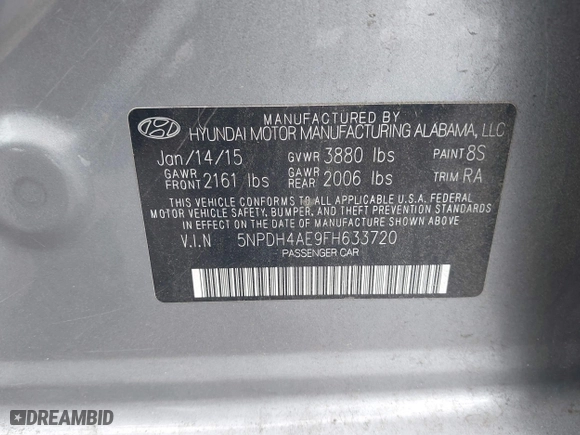 MANUFACTURED BY
HYUNDAI MOTOR MANUFACTURING ALABAMA, LLC
Jan/14/15 GVWR 3880 lbs PAINT 8S
GAWR FRONT 2161 lbs GAWR REAR 2006 lbs TRIM RA
THIS VEHICLE CONFORMS TO ALL APPLICABLE U.S.A. FEDERAL
MOTOR VEHICLE SAFETY, BUMPER, AND THEFT PREVENTION
STANDARDS IN EFFECT ON THE DATE OF MANUFACTURE SHOWN ABOVE.
V.I.N 5NPDH4AE9FH633720
PASSENGER CAR
DREAMBID